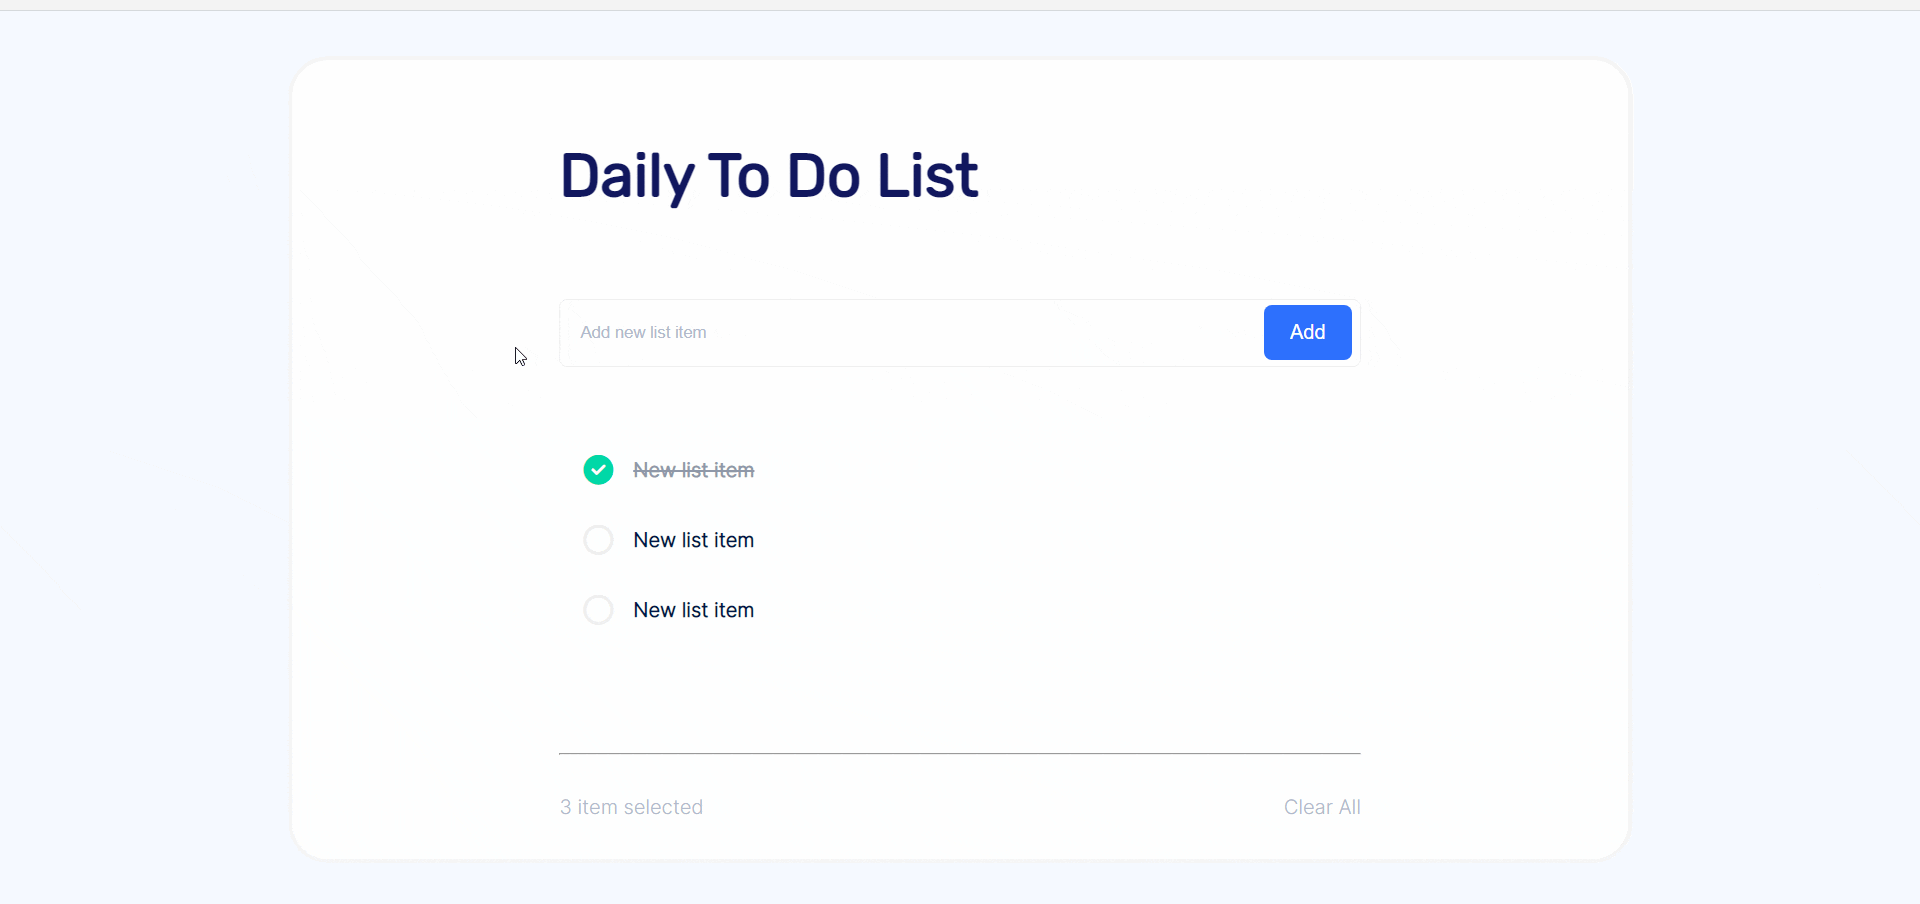 Daily To Do List
Add new list item
Add
New list item
New list item
New list item
3 item selected
Clear All